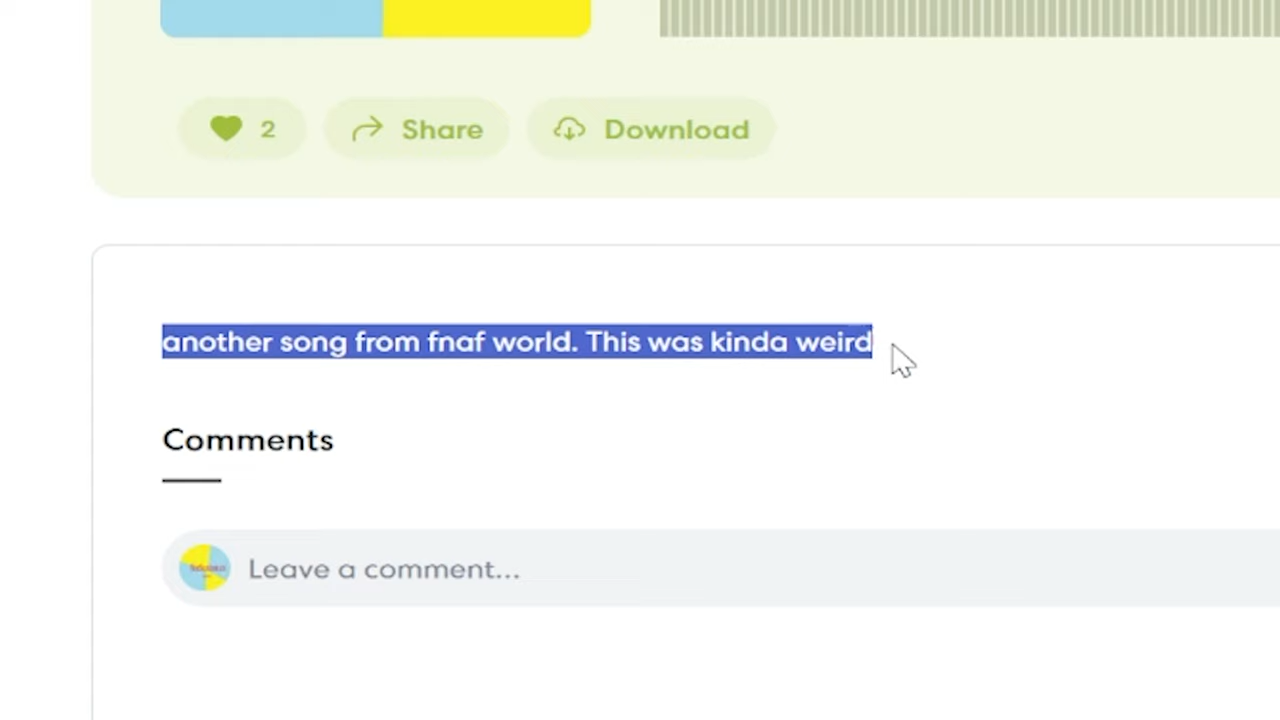 2
Share
Download
another song from fnaf world. This was kinda weird
Comments
Leave a comment...